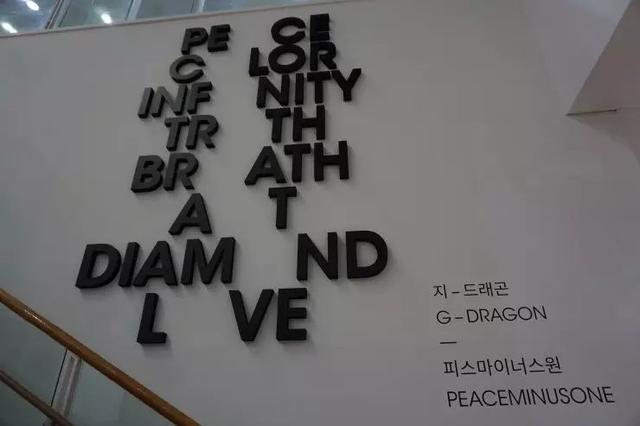 PE CE
C LOR
INF NITY
TR TH
BR ATH
A T
DIAM ND
L VE
지–드래곤
G–DRAGON
—
피스마이너스원
PEACEMINUSONE